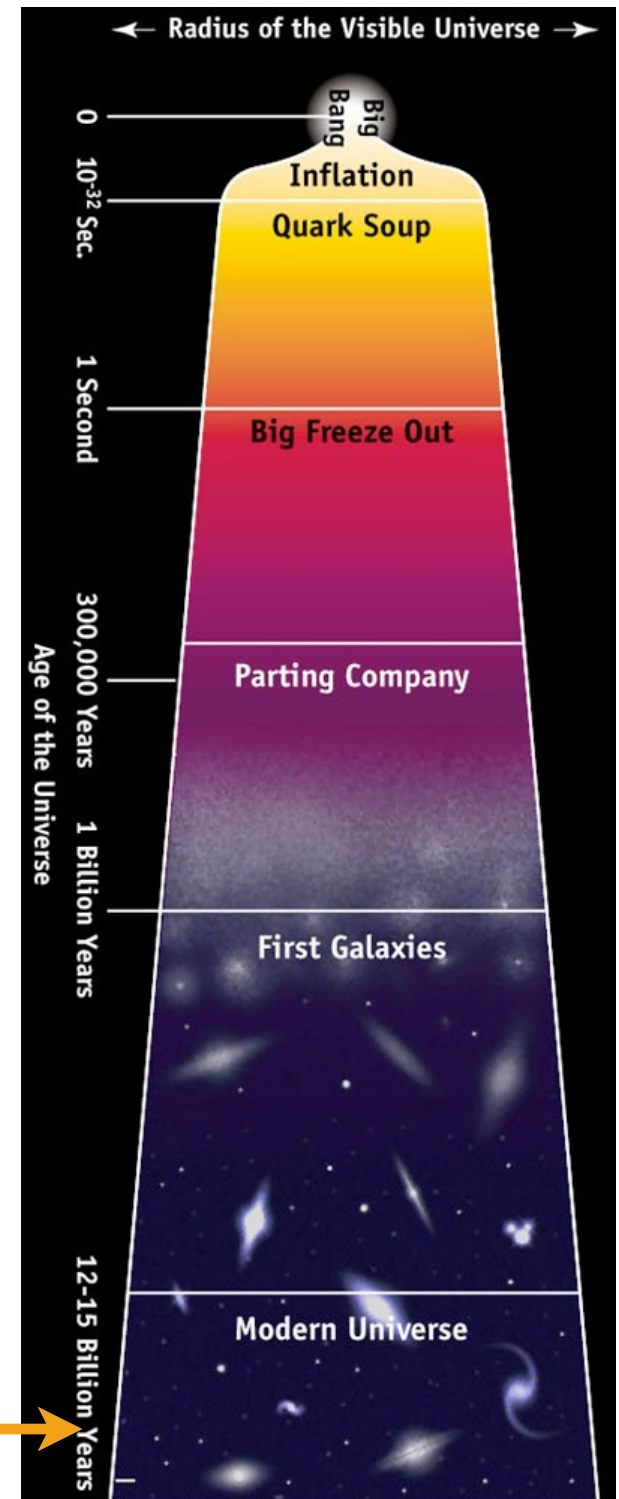 Radius of the Visible Universe
0
Big
Bang
Inflation
10⁻³² Sec.
Quark Soup
1 Second
Big Freeze Out
300,000 Years
Parting Company
Age of the Universe
1 Billion Years
First Galaxies
12-15 Billion Years
Modern Universe